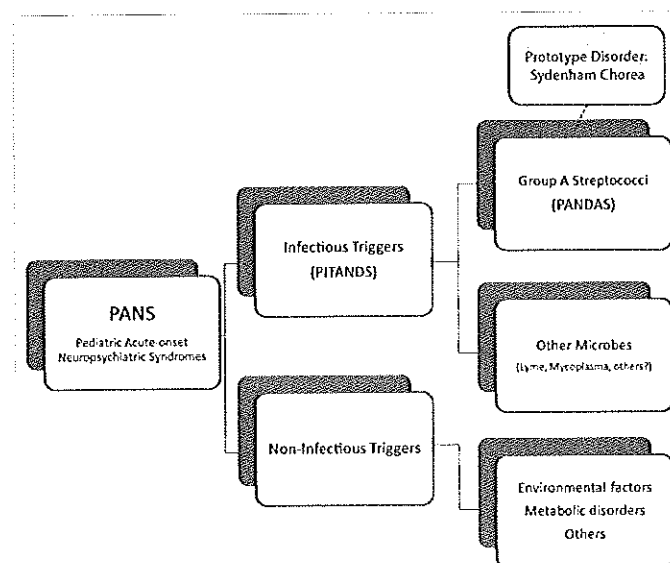 Prototype Disorder:
Sydenham Chorea
Group A Streptococci
(PANDAS)
Infectious Triggers
(PITANDS)
PANS
Pediatric Acute-onset
Neuropsychiatric Syndromes
Other Microbes
(Lyme, Mycoplasma, others?)
Non-Infectious Triggers
Environmental factors
Metabolic disorders
Others